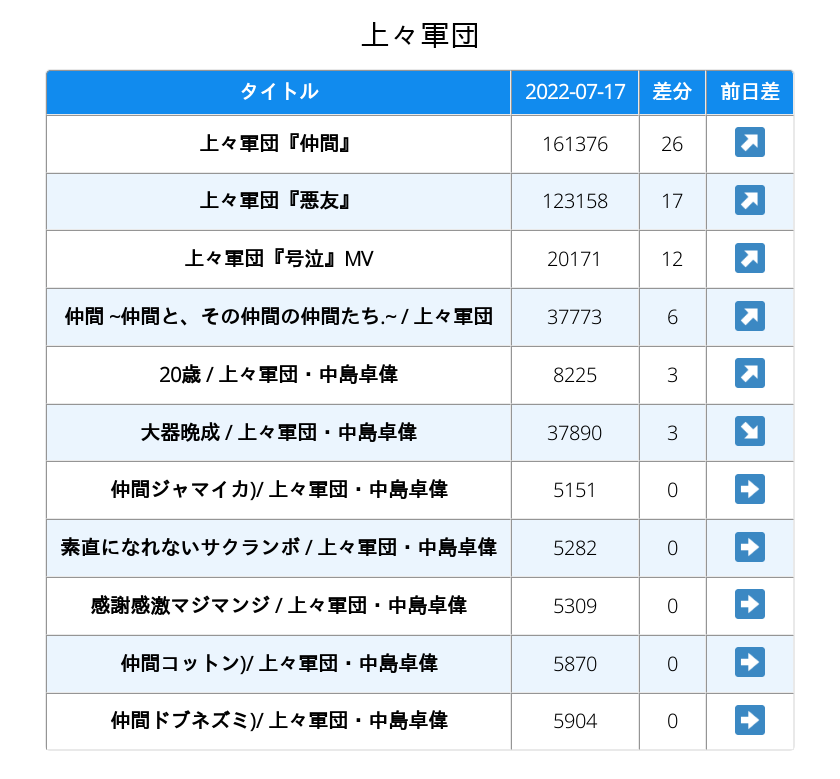 上々軍団
タイトル 2022-07-17 差分 前日差
上々軍団『仲間』 161376 26 ↗
上々軍団『悪友』 123158 17 ↗
上々軍団『号泣』MV 20171 12 ↗
仲間 ~仲間と、その仲間の仲間たち.~ / 上々軍団 37773 6 ↗
20歳 / 上々軍団・中島卓偉 8225 3 ↗
大器晩成 / 上々軍団・中島卓偉 37890 3 ↘
仲間ジャマイカ)/ 上々軍団・中島卓偉 5151 0 ➡
素直になれないサクランボ / 上々軍団・中島卓偉 5282 0 ➡
感謝感激マジマンジ / 上々軍団・中島卓偉 5309 0 ➡
仲間コットン)/ 上々軍団・中島卓偉 5870 0 ➡
仲間ドブネズミ)/ 上々軍団・中島卓偉 5904 0 ➡